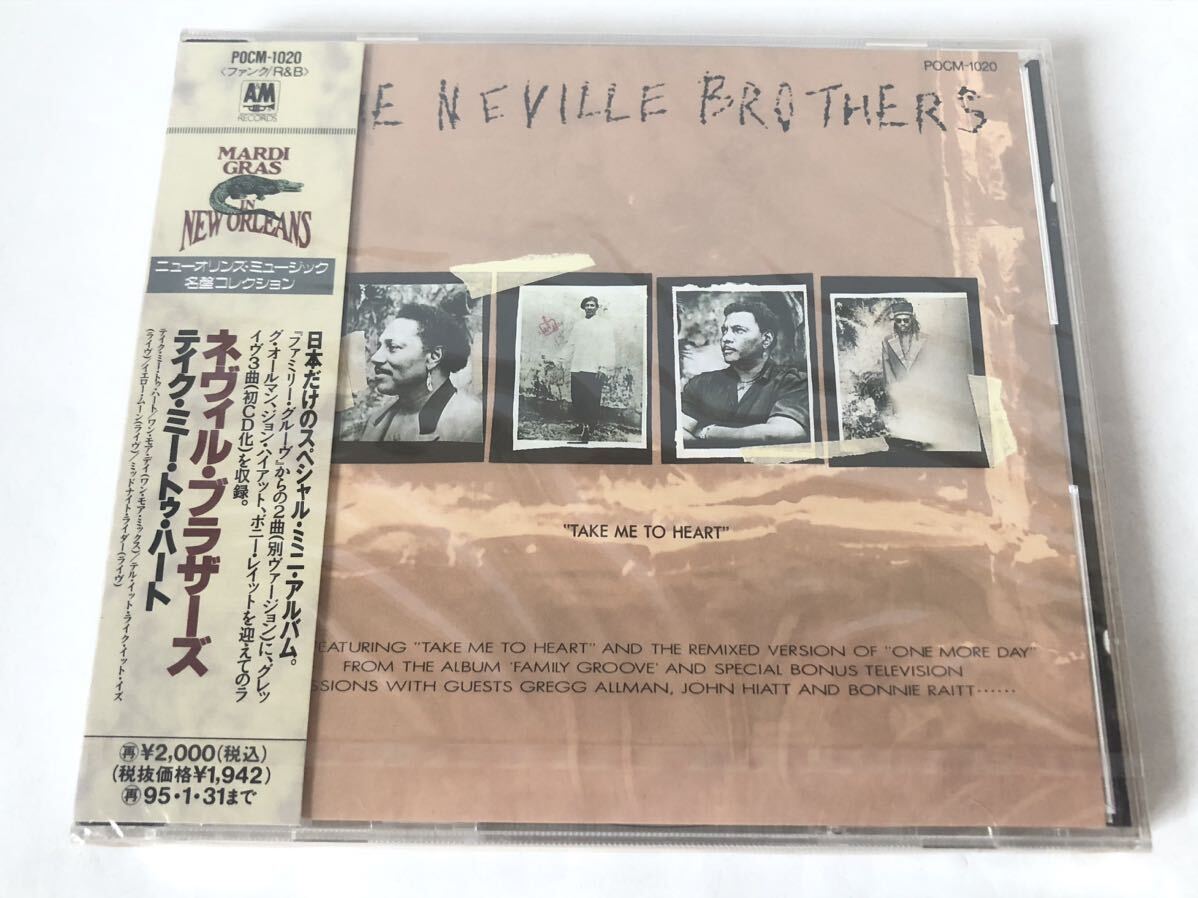 POCM-1020
〈ファンク/R&B〉
A&M
RECORDS
MARDI
GRAS
IN
NEW ORLEANS
ニューオリンズ・ミュージック
名盤コレクション
日本だけのスペシャル・ミニ・アルバム。
『ファミリー・グルーヴ』からの2曲(別ヴァージョン)に、グレッ
グ・オールマン、ジョン・ハイアット、ボニー・レイットを迎えてのラ
イヴ3曲(初CD化)を収録。
ネヴィル・ブラザーズ
テイク・ミー・トゥ・ハート
テイク・ミー・トゥ・ハート/ワン・モア・デイ(ワン・モア・ミックス)/テル・イット・ライク・イット・イズ
(ライヴ)/イエロー・ムーン(ライヴ)/ミッドナイト・ライダー(ライヴ)
再¥2,000(税込)
(税抜価格¥1,942)
再95・1・31まで
POCM-1020
HE NEVILLE BROTHERS
"TAKE ME TO HEART"
EATURING "TAKE ME TO HEART" AND THE REMIXED VERSION OF "ONE MORE DAY"
FROM THE ALBUM 'FAMILY GROOVE' AND SPECIAL BONUS TELEVISION
SSIONS WITH GUESTS GREGG ALLMAN, JOHN HIATT AND BONNIE RAITT······